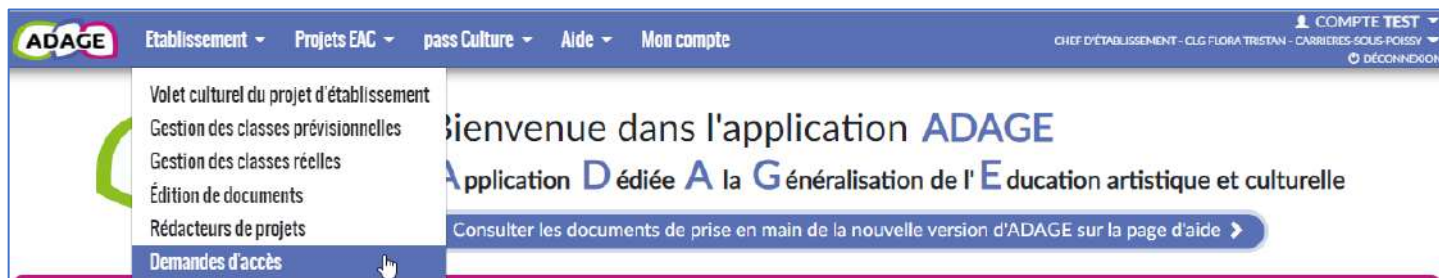 COMPTE TEST
ADAGE Etablissement Projets EAC pass Culture Aide Mon compte
CHEF D'ÉTABLISSEMENT - CLG FLORA TRISTAN - CARRIERES-SOUS-POISSY
DÉCONNEXION
Volet culturel du projet d'établissement
Gestion des classes prévisionnelles
Gestion des classes réelles
Édition de documents
Rédacteurs de projets
Demandes d'accès
Bienvenue dans l'application ADAGE
Application Dédiée A la Généralisation de l'Education artistique et culturelle
Consulter les documents de prise en main de la nouvelle version d'ADAGE sur la page d'aide